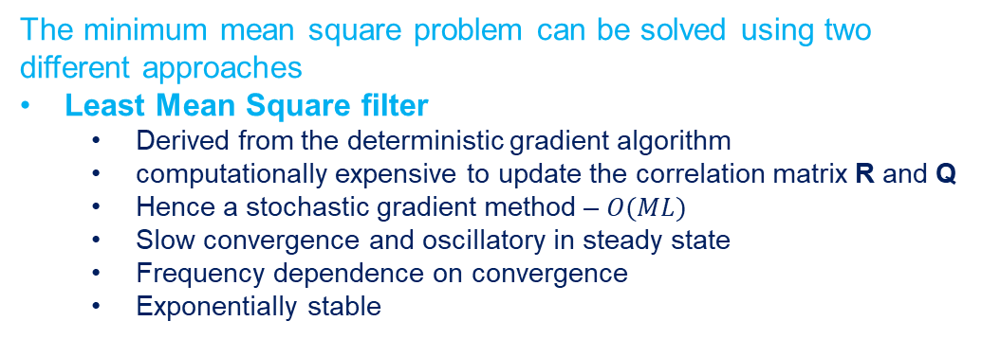 The minimum mean square problem can be solved using two
different approaches
• Least Mean Square filter
• Derived from the deterministic gradient algorithm
• computationally expensive to update the correlation matrix R and Q
• Hence a stochastic gradient method – O(ML)
• Slow convergence and oscillatory in steady state
• Frequency dependence on convergence
• Exponentially stable